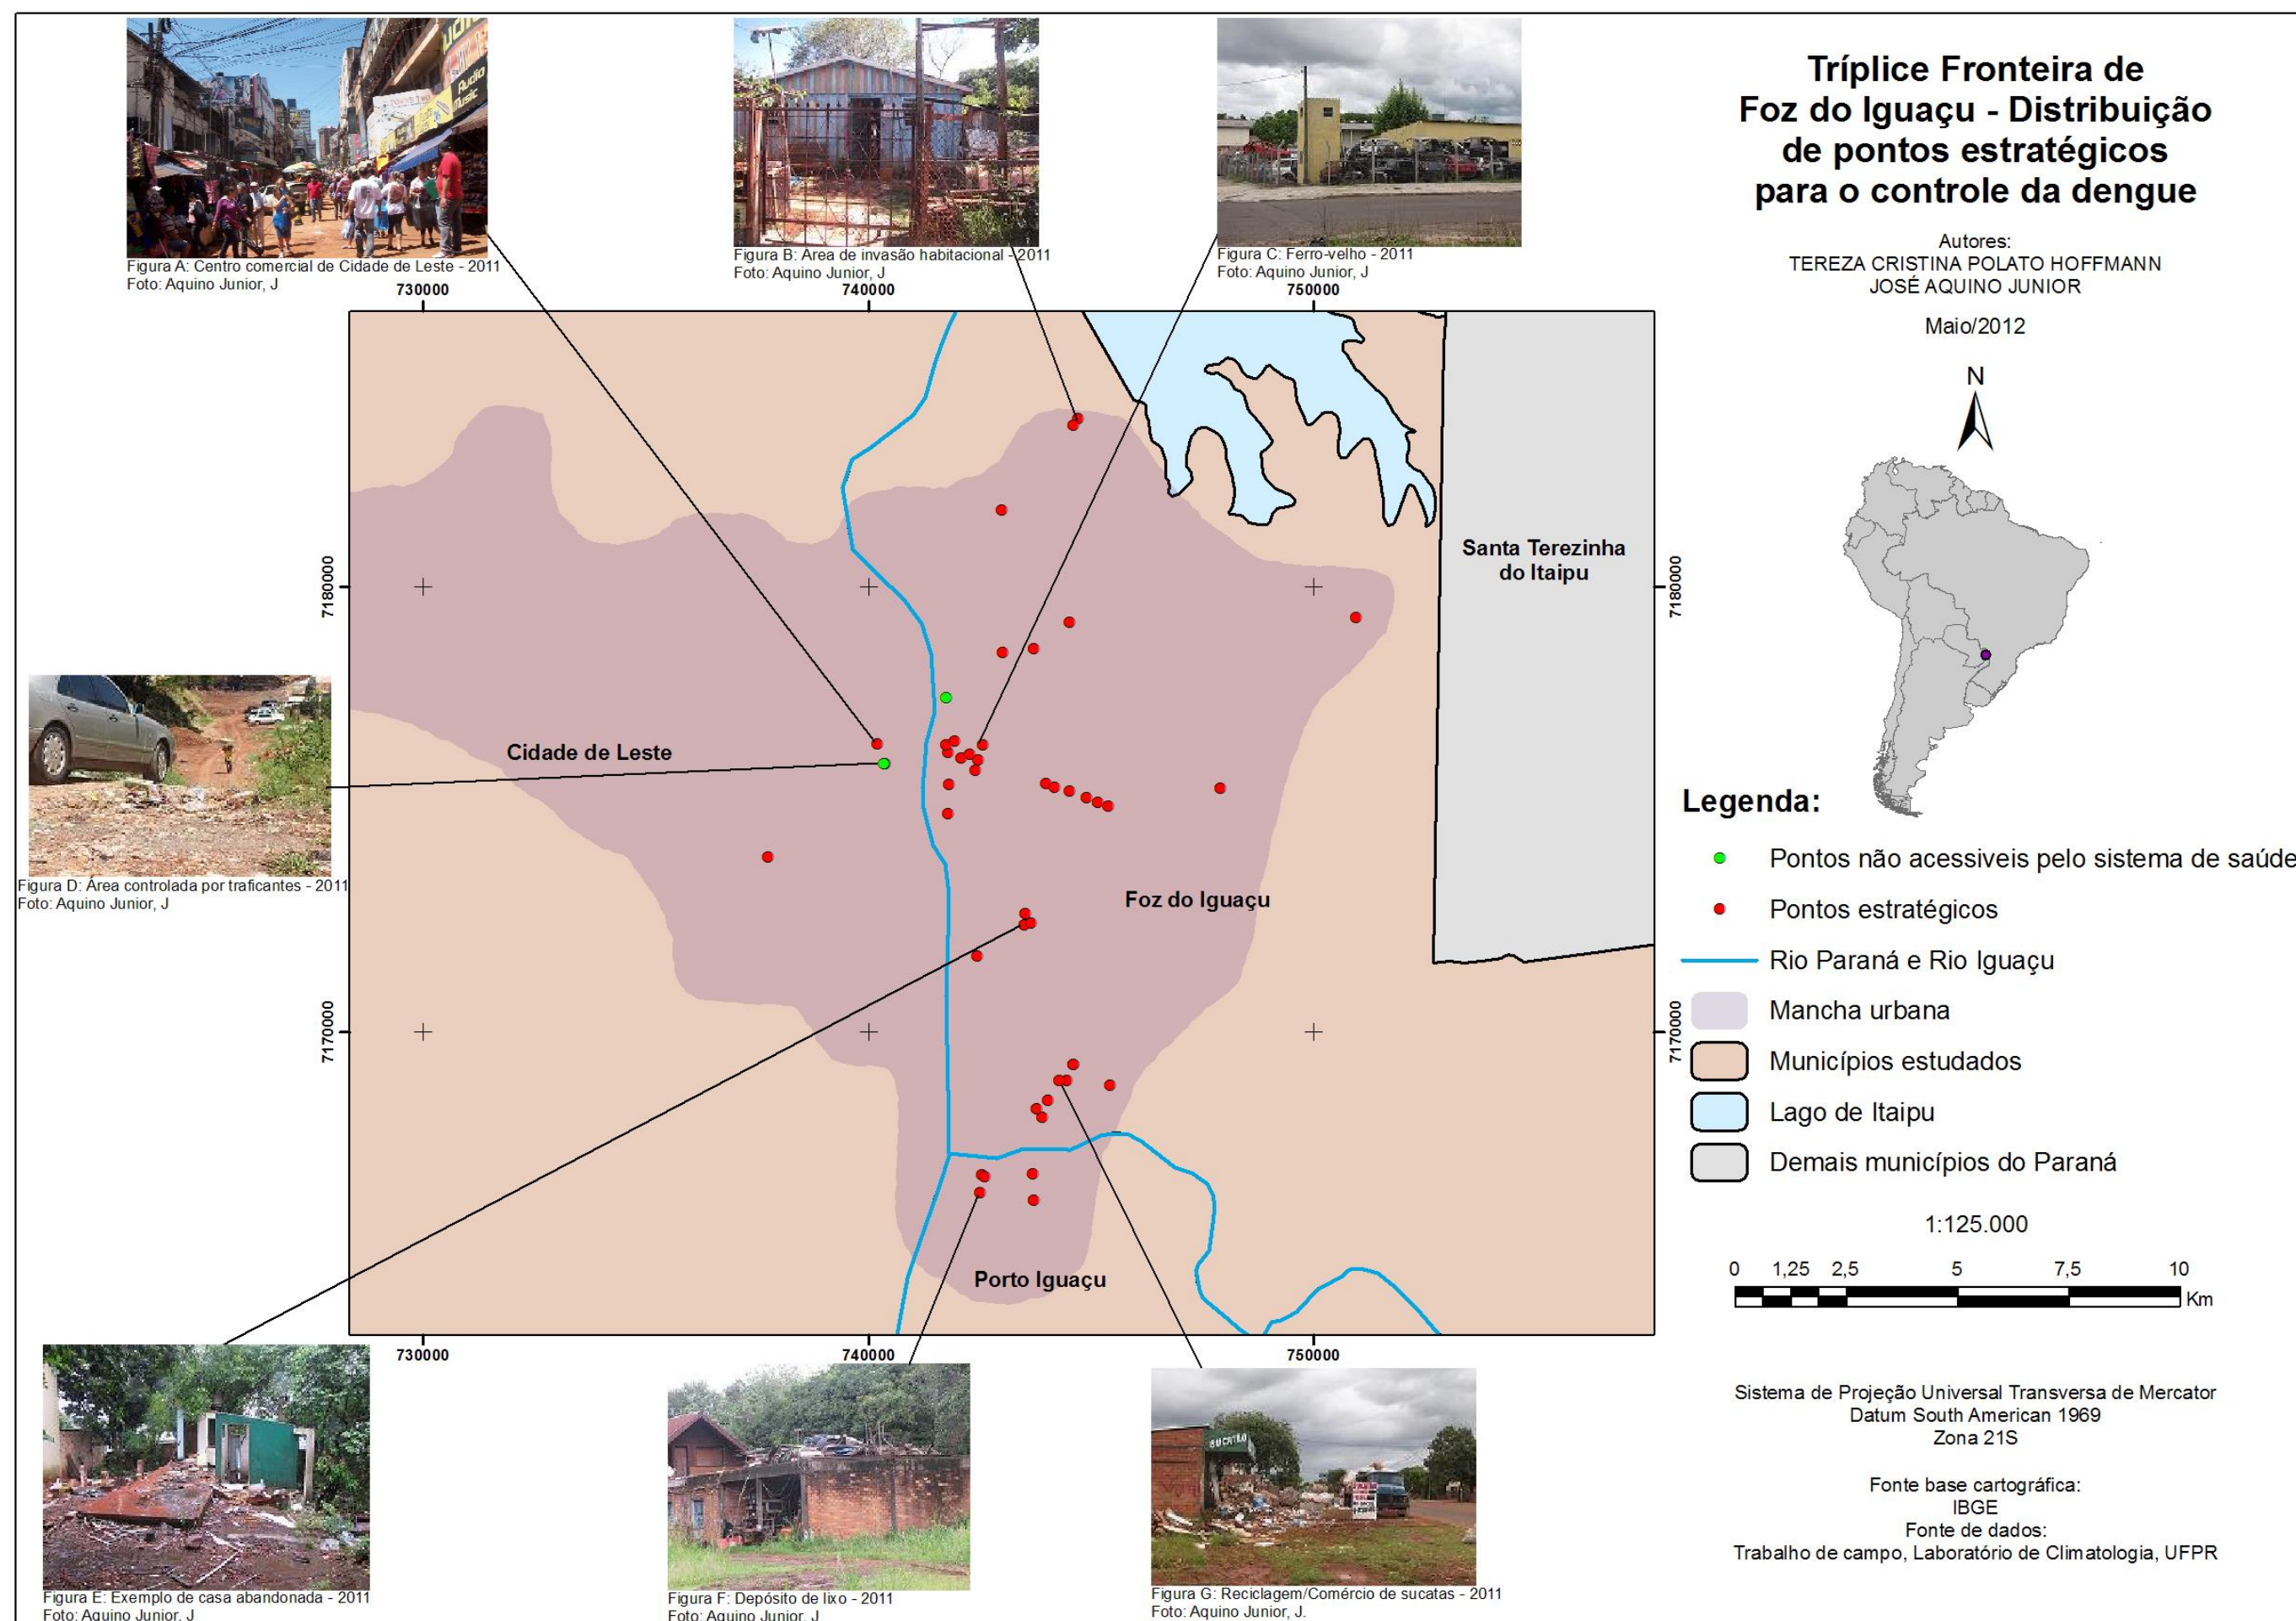 Audio
Music
Figura A: Centro comercial de Cidade de Leste - 2011
Foto: Aquino Junior, J
Figura B: Área de invasão habitacional - 2011
Foto: Aquino Junior, J
Figura C: Ferro-velho - 2011
Foto: Aquino Junior, J
Tríplice Fronteira de
Foz do Iguaçu - Distribuição
de pontos estratégicos
para o controle da dengue
Autores:
TEREZA CRISTINA POLATO HOFFMANN
JOSÉ AQUINO JUNIOR
Maio/2012
N
730000
740000
750000
7180000
7180000
Santa Terezinha
do Itaipu
Cidade de Leste
Foz do Iguaçu
Figura D: Área controlada por traficantes - 2011
Foto: Aquino Junior, J
7170000
7170000
Porto Iguaçu
730000
740000
750000
Legenda:
Pontos não acessiveis pelo sistema de saúde
Pontos estratégicos
Rio Paraná e Rio Iguaçu
Mancha urbana
Municípios estudados
Lago de Itaipu
Demais municípios do Paraná
1:125.000
0 1,25 2,5 5 7,5 10
Km
Sistema de Projeção Universal Transversa de Mercator
Datum South American 1969
Zona 21S
Fonte base cartográfica:
IBGE
Fonte de dados:
Trabalho de campo, Laboratório de Climatologia, UFPR
Figura E: Exemplo de casa abandonada - 2011
Foto: Aquino Junior, J
Figura F: Depósito de lixo - 2011
Foto: Aquino Junior, J
Figura G: Reciclagem/Comércio de sucatas - 2011
Foto: Aquino Junior, J.